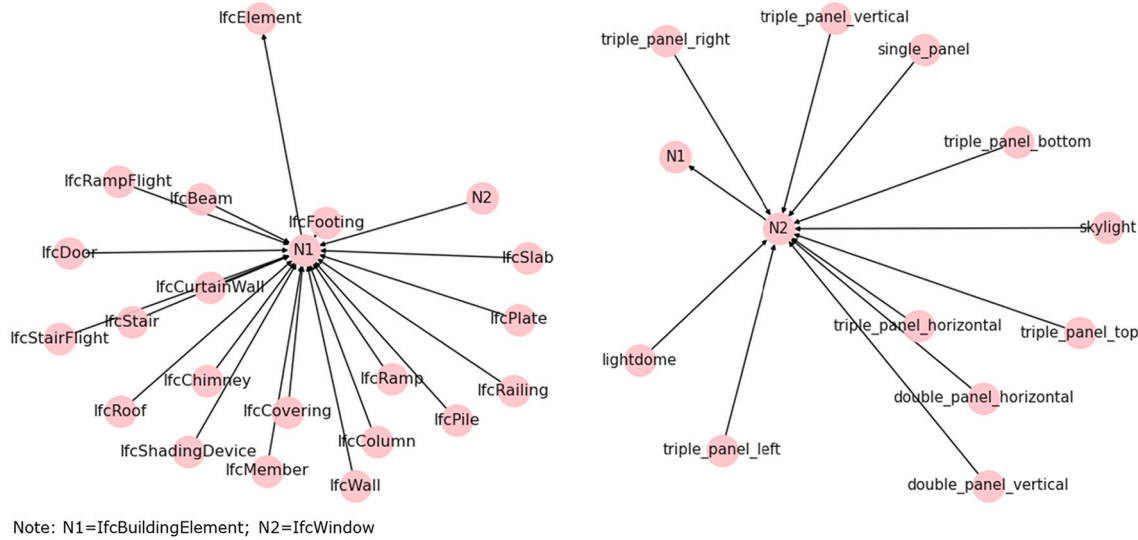 IfcElement
IfcRampFlight
IfcBeam
N2
IfcFooting
N1
IfcDoor
IfcSlab
IfcCurtainWall
IfcStair
IfcPlate
IfcStairFlight
IfcChimney
IfcRamp
IfcRailing
IfcRoof
IfcCovering
IfcPile
IfcShadingDevice
IfcColumn
IfcMember
IfcWall
triple_panel_vertical
triple_panel_right
single_panel
triple_panel_bottom
N1
N2
skylight
triple_panel_horizontal
triple_panel_top
lightdome
double_panel_horizontal
triple_panel_left
double_panel_vertical
Note: N1=IfcBuildingElement; N2=IfcWindow